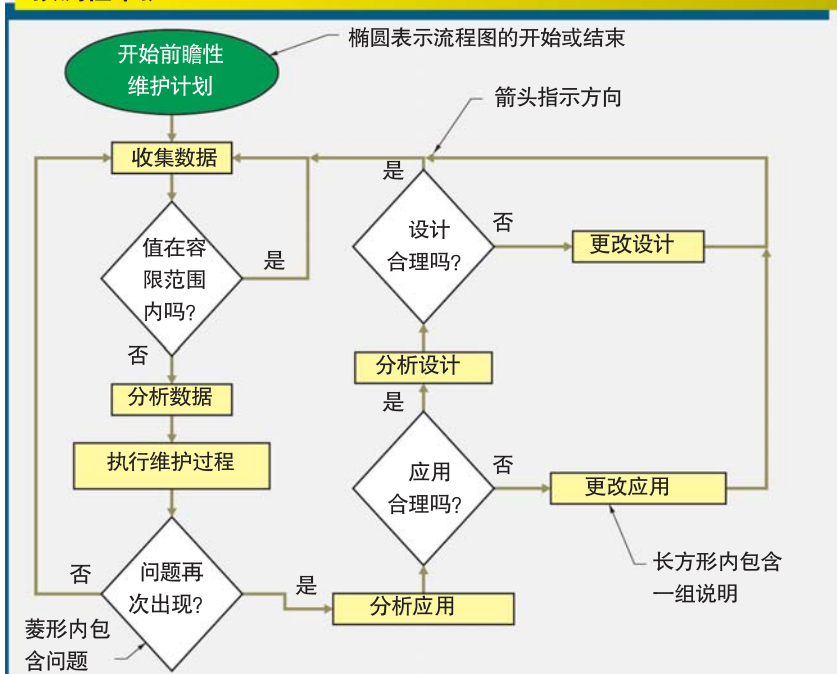 开始前瞻性
维护计划
椭圆表示流程图的开始或结束
箭头指示方向
收集数据
是
值在容
限范围
内吗?
是
设计
合理吗?
否
更改设计
否
分析数据
分析设计
是
执行维护过程
应用
合理吗?
否
更改应用
否
问题再
次出现?
是
分析应用
长方形内包含
一组说明
菱形内包
含问题